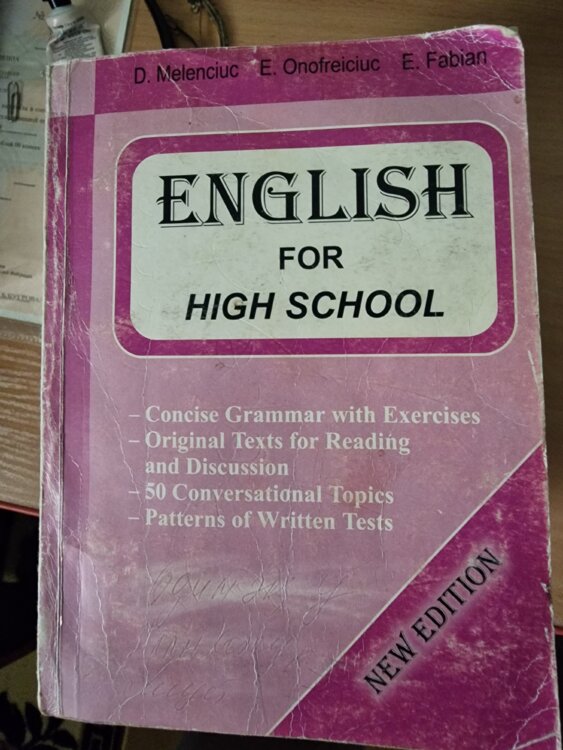 D. Melenciuc E. Onofreiciuc E. Fabian
ENGLISH
FOR
HIGH SCHOOL
– Concise Grammar with Exercises
– Original Texts for Reading
and Discussion
– 50 Conversational Topics
– Patterns of Written Tests
NEW EDITION